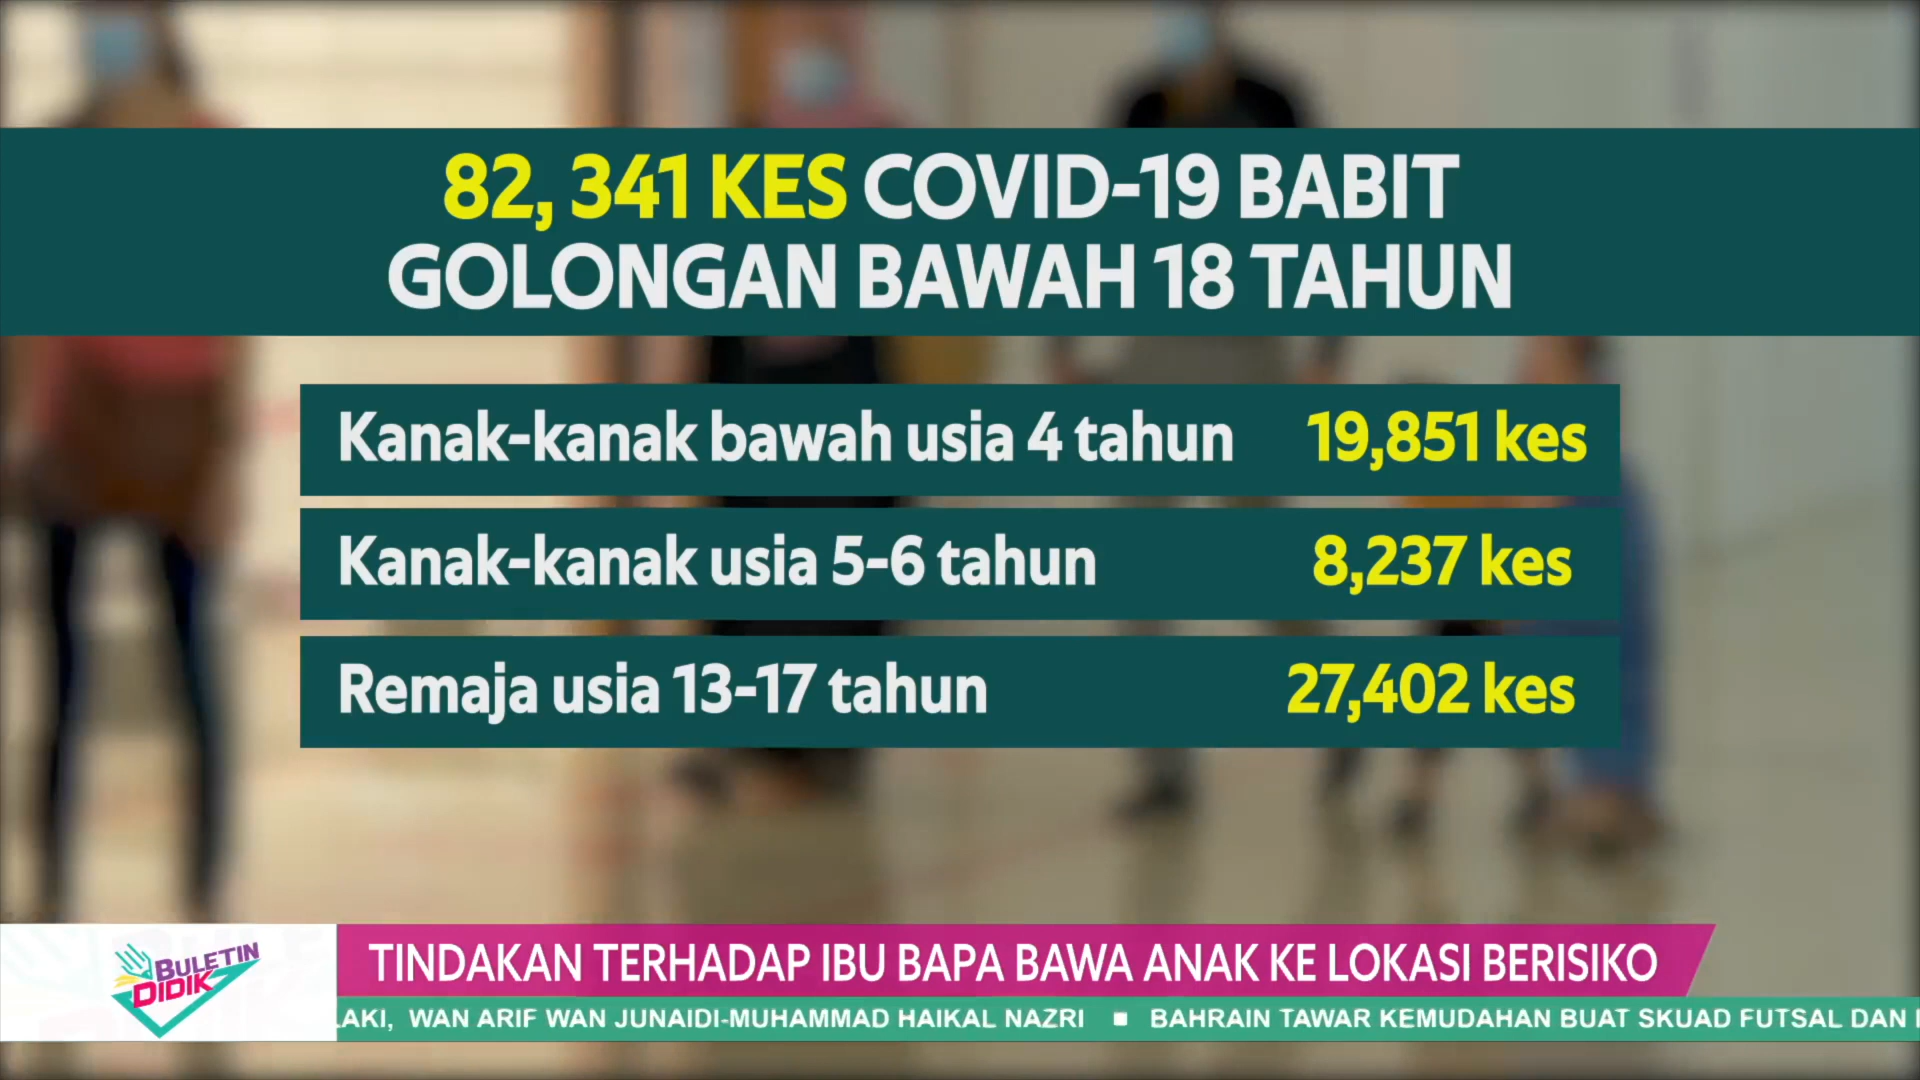 82, 341 KES COVID-19 BABIT
GOLONGAN BAWAH 18 TAHUN
Kanak-kanak bawah usia 4 tahun 19,851 kes
Kanak-kanak usia 5-6 tahun 8,237 kes
Remaja usia 13-17 tahun 27,402 kes
BULETIN
DIDIK
TINDAKAN TERHADAP IBU BAPA BAWA ANAK KE LOKASI BERISIKO
LAKI, WAN ARIF WAN JUNAIDI-MUHAMMAD HAIKAL NAZRI ■ BAHRAIN TAWAR KEMUDAHAN BUAT SKUAD FUTSAL DAN